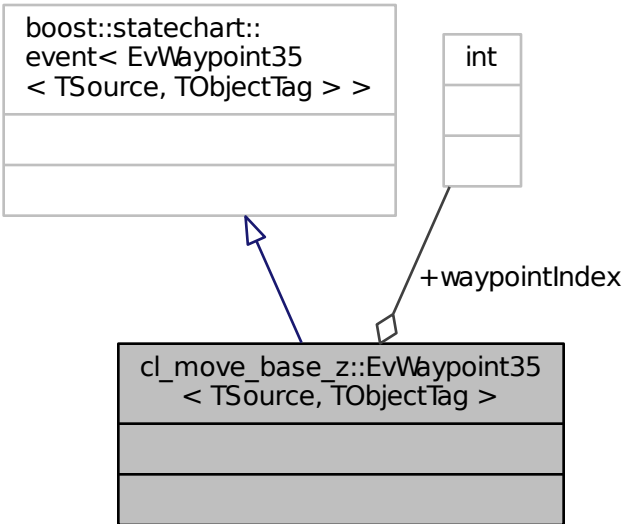 boost::statechart::
event< EvWaypoint35
< TSource, TObjectTag > >
int
+waypointIndex
cl_move_base_z::EvWaypoint35
< TSource, TObjectTag >